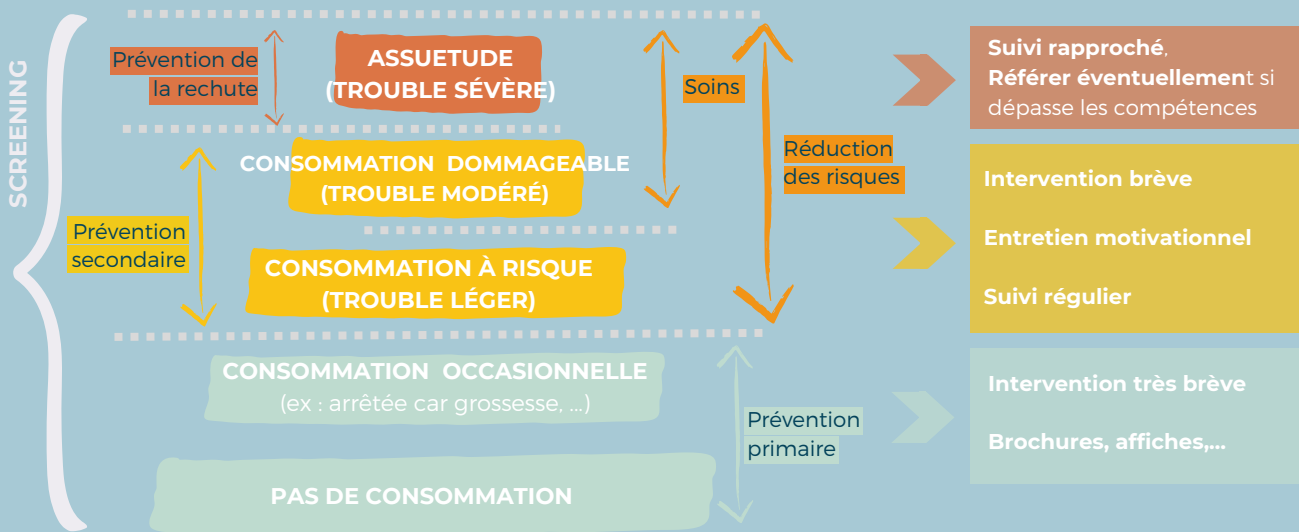 SCREENING
Prévention de
la rechute
ASSUETUDE
(TROUBLE SÉVÈRE)
Soins
Suivi rapproché,
Référer éventuellement si
dépasse les compétences
CONSOMMATION DOMMAGEABLE
(TROUBLE MODÉRÉ)
Réduction
des risques
Prévention
secondaire
CONSOMMATION À RISQUE
(TROUBLE LÉGER)
Intervention brève
Entretien motivationnel
Suivi régulier
CONSOMMATION OCCASIONNELLE
(ex : arrêtée car grossesse, ...)
Prévention
primaire
Intervention très brève
Brochures, affiches,...
PAS DE CONSOMMATION